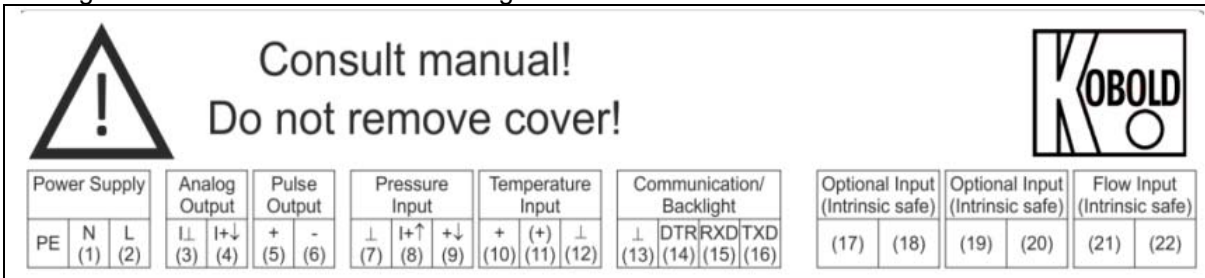 Consult manual!
Do not remove cover!
KOBOLD
Power Supply
PE N (1) L (2)
Analog Output
I⊥ (3) I+↓ (4)
Pulse Output
+ (5) - (6)
Pressure Input
⊥ (7) I+↑ (8) +↓ (9)
Temperature Input
+ (10) (+) (11) ⊥ (12)
Communication/ Backlight
⊥ (13) DTR (14) RXD (15) TXD (16)
Optional Input (Intrinsic safe)
(17) (18)
Optional Input (Intrinsic safe)
(19) (20)
Flow Input (Intrinsic safe)
(21) (22)